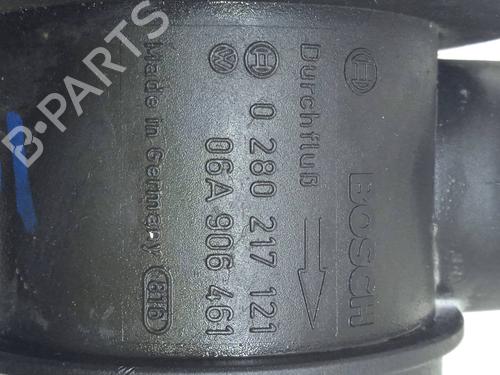 BOSCH
Durchfluß
0 280 217 121
06A 906 461
Made in Germany
B-PARTS